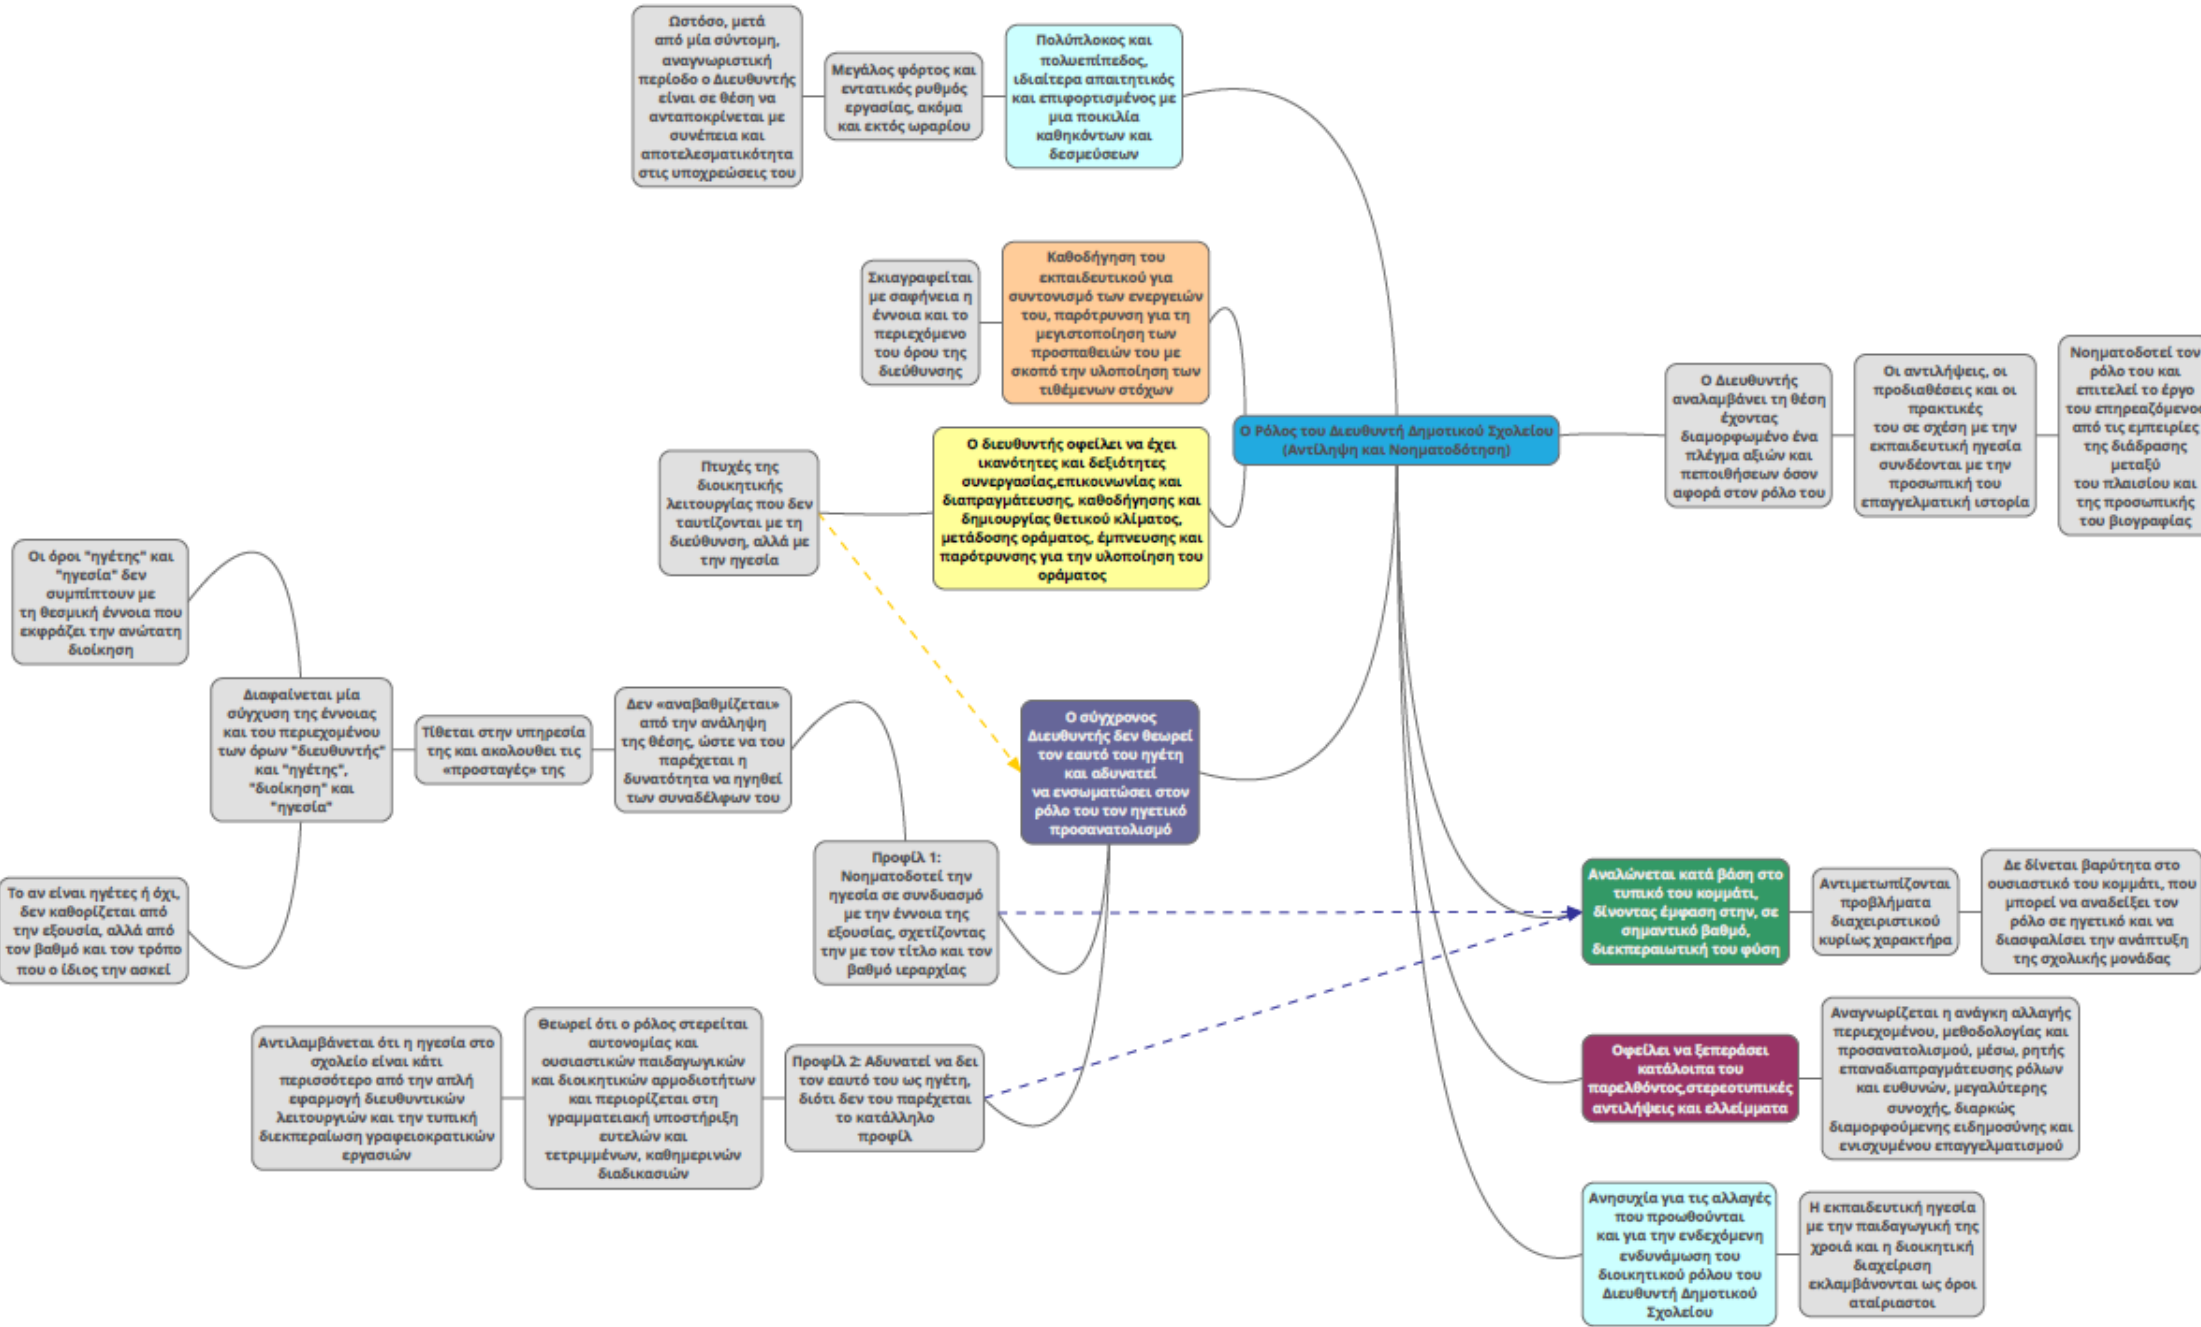 Ωστόσο, μετά
από μία σύντομη,
αναγνωριστική
περίοδο ο Διευθυντής
είναι σε θέση να
ανταποκρίνεται με
συνέπεια και
αποτελεσματικότητα
στις υποχρεώσεις του
Μεγάλος φόρτος και
εντατικός ρυθμός
εργασίας, ακόμα
και εκτός ωραρίου
Πολύπλοκος και
πολυεπίπεδος,
ιδιαίτερα απαιτητικός
και επιφορτισμένος με
μια ποικιλία
καθηκόντων και
δεσμεύσεων
Σκιαγραφείται
με σαφήνεια η
έννοια και το
περιεχόμενο
του όρου της
διεύθυνσης
Καθοδήγηση του
εκπαιδευτικού για
συντονισμό των ενεργειών
του, παρότρυνση για τη
μεγιστοποίηση των
προσπαθειών του με
σκοπό την υλοποίηση των
τιθέμενων στόχων
Πτυχές της
διοικητικής
λειτουργίας που δεν
ταυτίζονται με τη
διεύθυνση, αλλά με
την ηγεσία
Ο διευθυντής οφείλει να έχει
ικανότητες και δεξιότητες
συνεργασίας,επικοινωνίας και
διαπραγμάτευσης, καθοδήγησης και
δημιουργίας θετικού κλίματος,
μετάδοσης οράματος, έμπνευσης και
παρότρυνσης για την υλοποίηση του
οράματος
Ο Ρόλος του Διευθυντή Δημοτικού Σχολείου
(Αντίληψη και Νοηματοδότηση)
Ο Διευθυντής
αναλαμβάνει τη θέση
έχοντας
διαμορφωμένο ένα
πλέγμα αξιών και
πεποιθήσεων όσον
αφορά στον ρόλο του
Οι αντιλήψεις, οι
προδιαθέσεις και οι
πρακτικές
του σε σχέση με την
εκπαιδευτική ηγεσία
συνδέονται με την
προσωπική του
επαγγελματική ιστορία
Νοηματοδοτεί τον
ρόλο του και
επιτελεί το έργο
του επηρεαζόμενος
από τις εμπειρίες
της διάδρασης
μεταξύ
του πλαισίου και
της προσωπικής
του βιογραφίας
Οι όροι "ηγέτης" και
"ηγεσία" δεν
συμπίπτουν με
τη θεσμική έννοια που
εκφράζει την ανώτατη
διοίκηση
Διαφαίνεται μία
σύγχυση της έννοιας
και του περιεχομένου
των όρων "διευθυντής"
και "ηγέτης",
"διοίκηση" και
"ηγεσία"
Το αν είναι ηγέτες ή όχι,
δεν καθορίζεται από
την εξουσία, αλλά από
τον βαθμό και τον τρόπο
που ο ίδιος την ασκεί
Τίθεται στην υπηρεσία
της και ακολουθει τις
«προσταγές» της
Δεν «αναβαθμίζεται»
από την ανάληψη
της θέσης, ώστε να του
παρέχεται η
δυνατότητα να ηγηθεί
των συναδέλφων του
Ο σύγχρονος
Διευθυντής δεν θεωρεί
τον εαυτό του ηγέτη
και αδυνατεί
να ενσωματώσει στον
ρόλο του τον ηγετικό
προσανατολισμό
Προφίλ 1:
Νοηματοδοτεί την
ηγεσία σε συνδυασμό
με την έννοια της
εξουσίας, σχετίζοντας
την με τον τίτλο και τον
βαθμό ιεραρχίας
Αντιλαμβάνεται ότι η ηγεσία στο
σχολείο είναι κάτι
περισσότερο από την απλή
εφαρμογή διευθυντικών
λειτουργιών και την τυπική
διεκπεραίωση γραφειοκρατικών
εργασιών
Θεωρεί ότι ο ρόλος στερείται
αυτονομίας και
ουσιαστικών παιδαγωγικών
και διοικητικών αρμοδιοτήτων
και περιορίζεται στη
γραμματειακή υποστήριξη
ευτελών και
τετριμμένων, καθημερινών
διαδικασιών
Προφίλ 2: Αδυνατεί να δει
τον εαυτό του ως ηγέτη,
διότι δεν του παρέχεται
το κατάλληλο
προφίλ
Αναλώνεται κατά βάση στο
τυπικό του κομμάτι,
δίνοντας έμφαση στην, σε
σημαντικό βαθμό,
διεκπεραιωτική του φύση
Αντιμετωπίζονται
προβλήματα
διαχειριστικού
κυρίως χαρακτήρα
Δε δίνεται βαρύτητα στο
ουσιαστικό του κομμάτι, που
μπορεί να αναδείξει τον
ρόλο σε ηγετικό και να
διασφαλίσει την ανάπτυξη
της σχολικής μονάδας
Οφείλει να ξεπεράσει
κατάλοιπα του
παρελθόντος,στερεοτυπικές
αντιλήψεις και ελλείμματα
Αναγνωρίζεται η ανάγκη αλλαγής
περιεχομένου, μεθοδολογίας και
προσανατολισμού, μέσω, ρητής
επαναδιαπραγμάτευσης ρόλων
και ευθυνών, μεγαλύτερης
συνοχής, διαρκώς
διαμορφούμενης ειδημοσύνης και
ενισχυμένου επαγγελματισμού
Ανησυχία για τις αλλαγές
που προωθούνται
και για την ενδεχόμενη
ενδυνάμωση του
διοικητικού ρόλου του
Διευθυντή Δημοτικού
Σχολείου
Η εκπαιδευτική ηγεσία
με την παιδαγωγική της
χροιά και η διοικητική
διαχείριση
εκλαμβάνονται ως όροι
αταίριαστοι